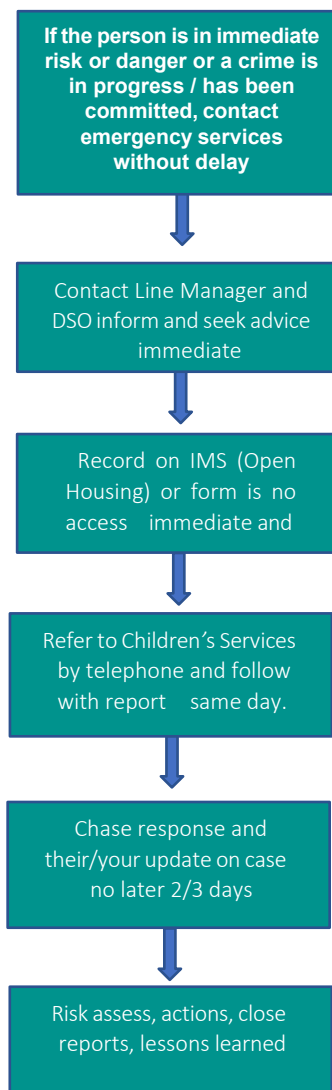 If the person is in immediate
risk or danger or a crime is
in progress / has been
committed, contact
emergency services
without delay
Contact Line Manager and
DSO inform and seek advice
immediate
Record on IMS (Open
Housing) or form is no
access immediate and
Refer to Children’s Services
by telephone and follow
with report same day.
Chase response and
their/your update on case
no later 2/3 days
Risk assess, actions, close
reports, lessons learned